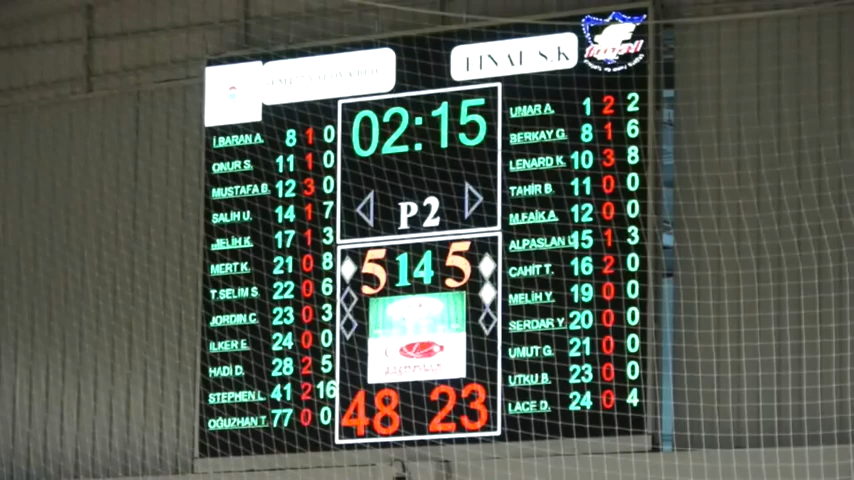 FINAL S.K
final
İ.BARAN A. 8 1 0
ONUR S. 11 1 0
MUSTAFA B. 12 3 0
SALİH U. 14 1 7
MELİH K. 17 1 3
MERT K. 21 0 8
T.SELİM S. 22 0 6
JORDIN C. 23 0 3
İLKER E. 24 0 0
HADİ D. 28 2 5
STEPHEN L. 41 2 16
OĞUZHAN T. 77 0 0
02:15
P2
5 14 5
48 23
UMAR A. 1 2 2
BERKAY G. 8 1 6
LENARD K. 10 3 8
TAHİR B. 11 0 0
M.FAİK A. 12 0 0
ALPASLAN 15 1 3
CAHİT T. 16 2 0
MELİH Y. 19 0 0
SERDAR Y. 20 0 0
UMUT G. 21 0 0
UTKU B. 23 0 0
LACE D. 24 0 4